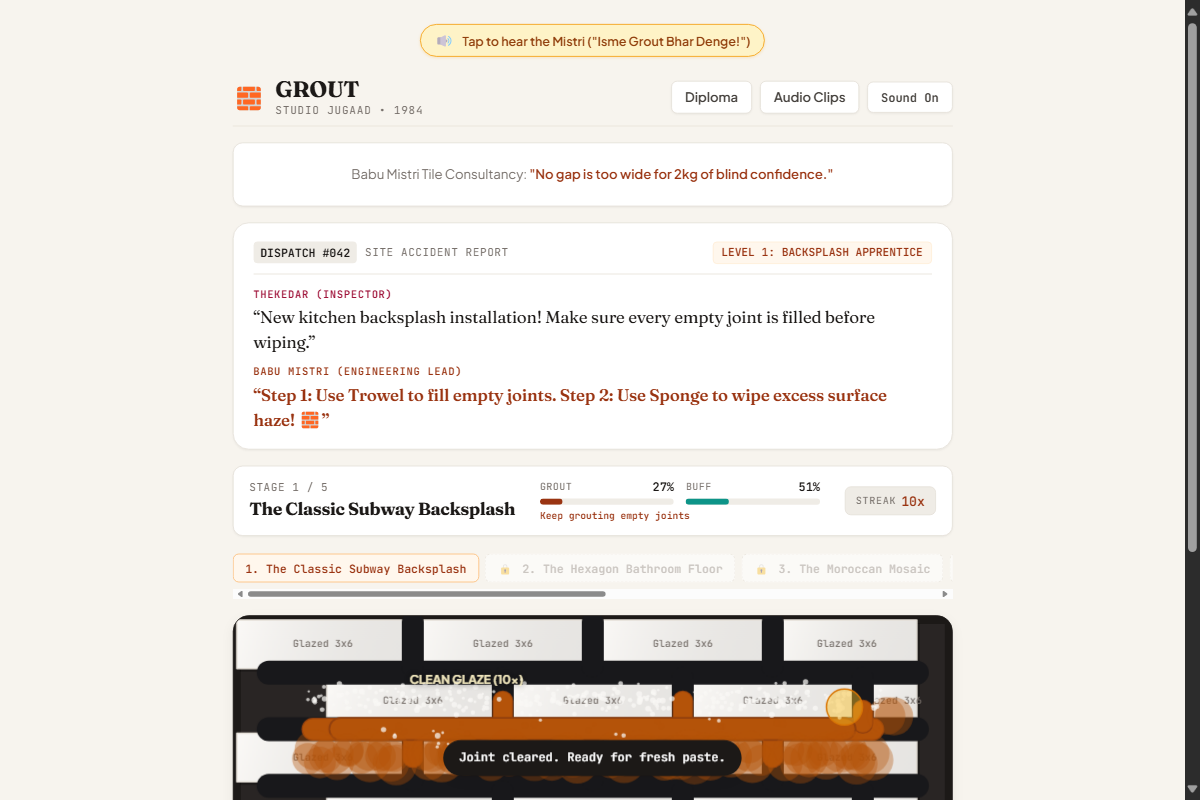 Tap to hear the Mistri ("Isme Grout Bhar Denge!")
GROUT
STUDIO JUGAAD • 1984
Diploma
Audio Clips
Sound On
Babu Mistri Tile Consultancy: "No gap is too wide for 2kg of blind confidence."
DISPATCH #042 SITE ACCIDENT REPORT
LEVEL 1: BACKSPLASH APPRENTICE
THEKEDAR (INSPECTOR)
“New kitchen backsplash installation! Make sure every empty joint is filled before
wiping.”
BABU MISTRI (ENGINEERING LEAD)
“Step 1: Use Trowel to fill empty joints. Step 2: Use Sponge to wipe excess surface
haze! 🧱”
STAGE 1 / 5
The Classic Subway Backsplash
GROUT 27%
BUFF 51%
Keep grouting empty joints
STREAK 10x
1. The Classic Subway Backsplash
🔒 2. The Hexagon Bathroom Floor
🔒 3. The Moroccan Mosaic
Glazed 3x6
Glazed 3x6
Glazed 3x6
Glazed 3x6
CLEAN GLAZE (10x)
Glazed 3x6
Glazed 3x6
Glazed 3x6
zed 3x6
Joint cleared. Ready for fresh paste.